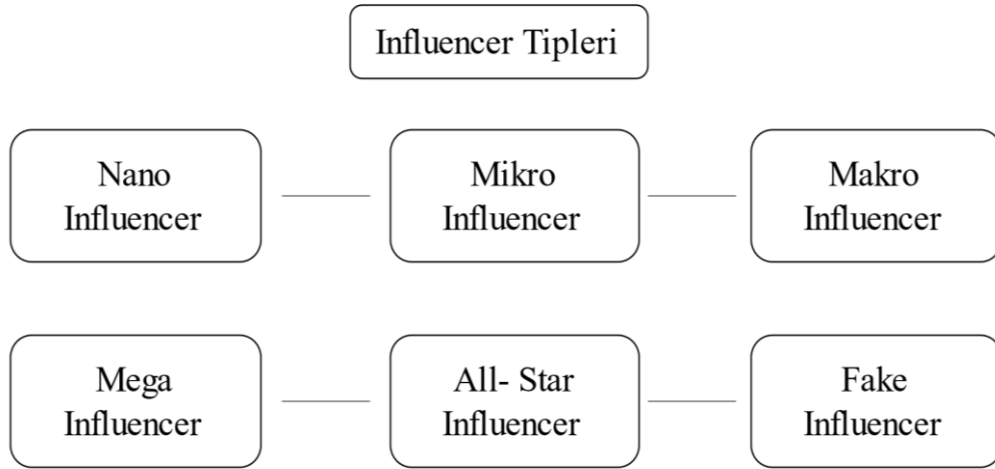 Influencer Tipleri
Nano
Influencer
Mikro
Influencer
Makro
Influencer
Mega
Influencer
All- Star
Influencer
Fake
Influencer